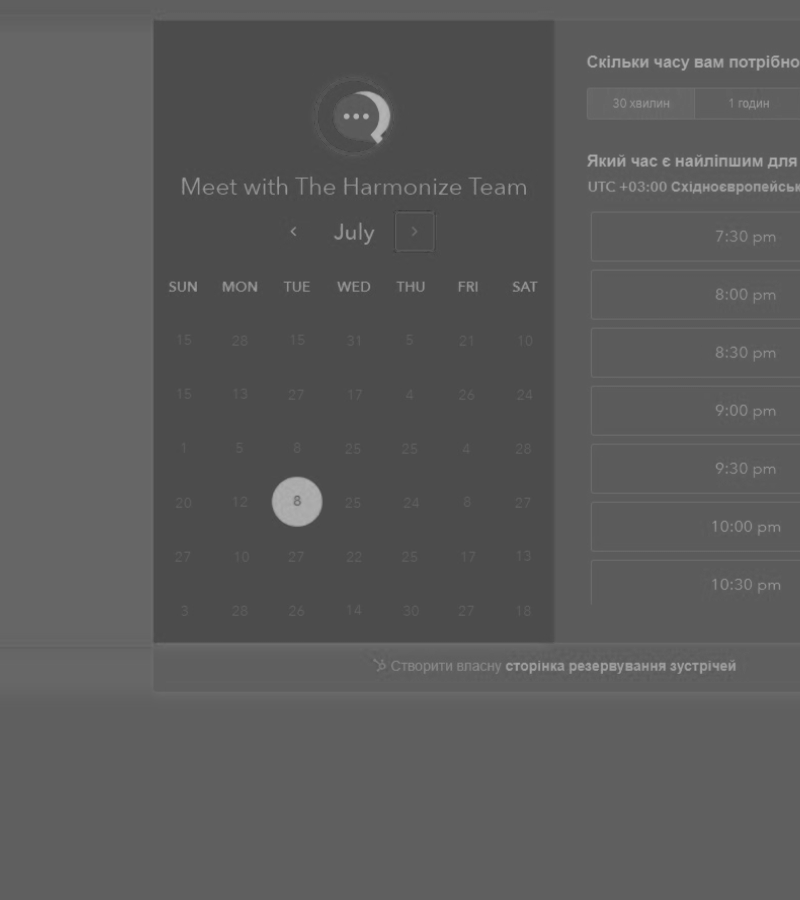 Meet with The Harmonize Team
July
SUN MON TUE WED THU FRI SAT
15 28 15 31 5 21 10
15 13 27 17 4 26 24
1 5 8 25 25 4 28
20 12 8 25 24 8 27
27 10 27 22 25 17 13
3 28 26 14 30 27 18
Скільки часу вам потрібно
30 хвилин 1 годин
Який час є найліпшим для
UTC +03:00 Східноєвропейськ
7:30 pm
8:00 pm
8:30 pm
9:00 pm
9:30 pm
10:00 pm
10:30 pm
Створити власну сторінка резервування зустрічей